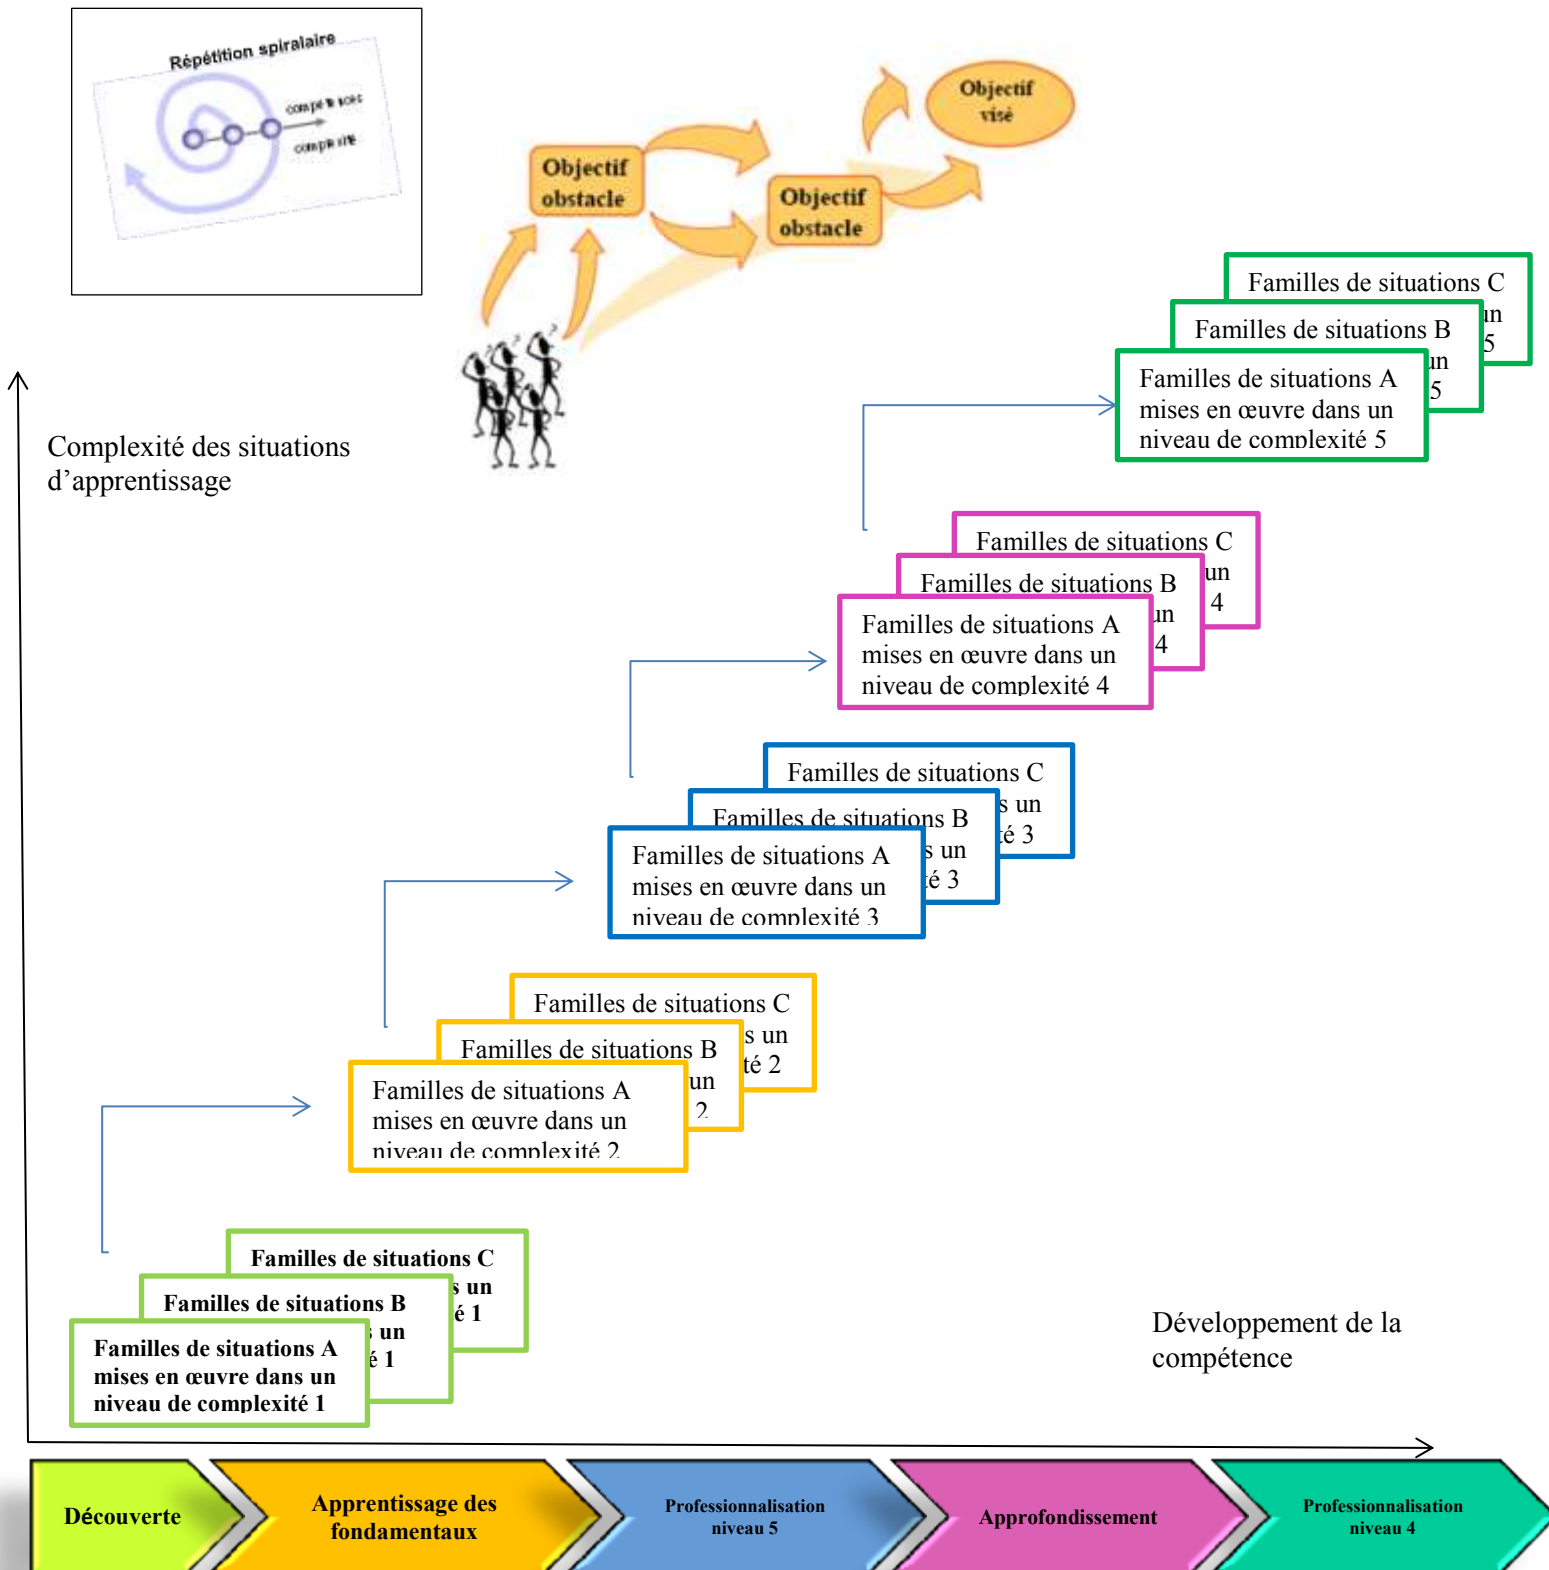 Répétition spiralaire
compétences
complexité
Objectif
visé
Objectif
obstacle
Objectif
obstacle
Complexité des situations
d’apprentissage
Familles de situations C
un
5
Familles de situations B
un
5
Familles de situations A
mises en œuvre dans un
niveau de complexité 5
Familles de situations C
un
4
Familles de situations B
un
4
Familles de situations A
mises en œuvre dans un
niveau de complexité 4
Familles de situations C
s un
té 3
Familles de situations B
s un
té 3
Familles de situations A
mises en œuvre dans un
niveau de complexité 3
Familles de situations C
s un
té 2
Familles de situations B
un
2
Familles de situations A
mises en œuvre dans un
niveau de complexité 2
Familles de situations C
s un
é 1
Familles de situations B
un
é 1
Familles de situations A
mises en œuvre dans un
niveau de complexité 1
Développement de la
compétence
Découverte
Apprentissage des
fondamentaux
Professionnalisation
niveau 5
Approfondissement
Professionnalisation
niveau 4